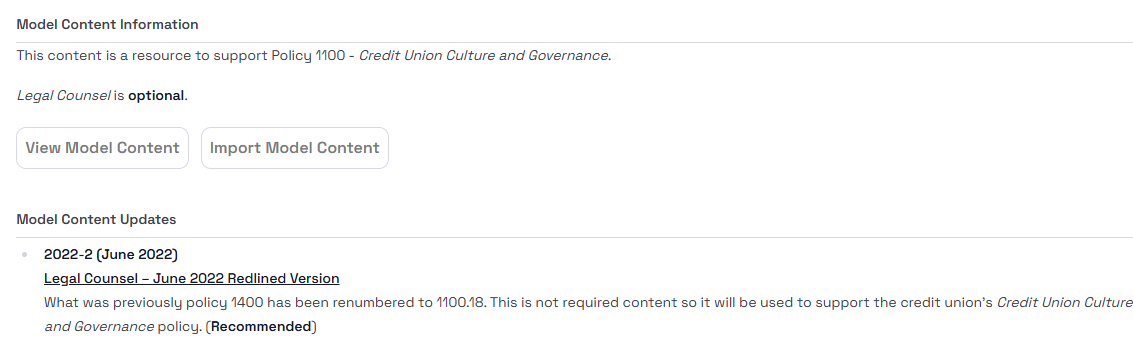 Model Content Information
This content is a resource to support Policy 1100 - Credit Union Culture and Governance.
Legal Counsel is optional.
View Model Content
Import Model Content
Model Content Updates
2022-2 (June 2022)
Legal Counsel – June 2022 Redlined Version
What was previously policy 1400 has been renumbered to 1100.18. This is not required content so it will be used to support the credit union's Credit Union Culture
and Governance policy. (Recommended)